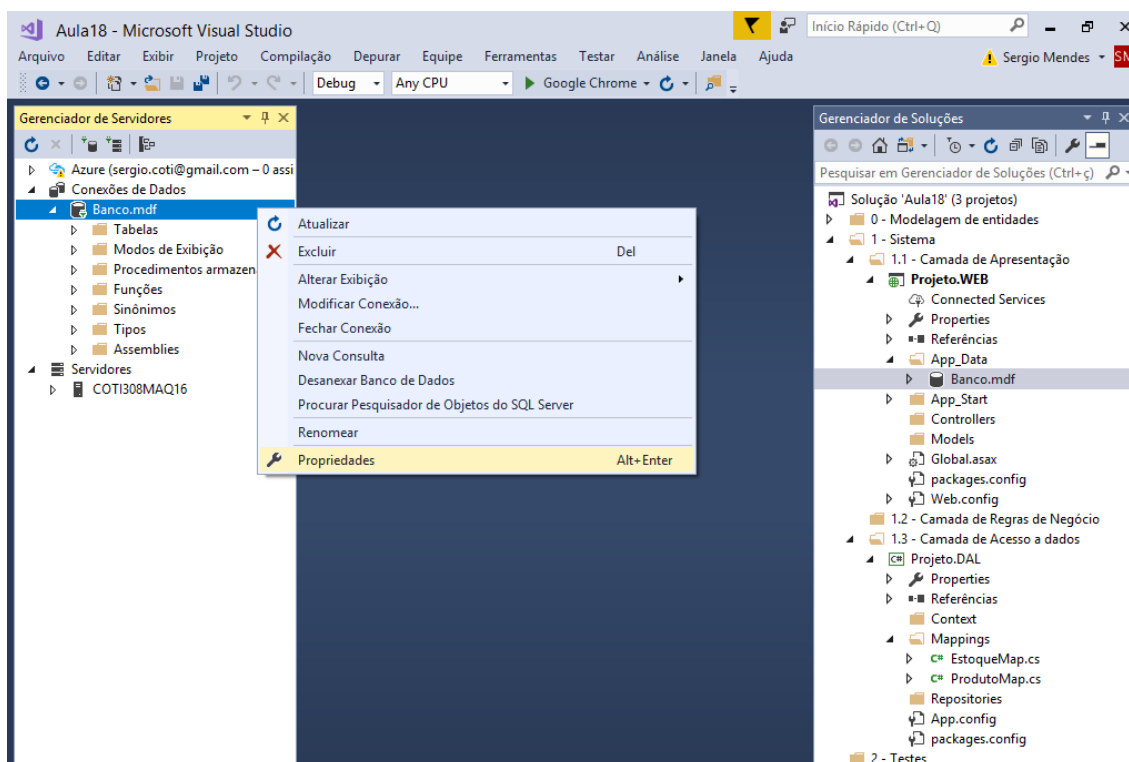 Aula18 - Microsoft Visual Studio
Início Rápido (Ctrl+Q)
Arquivo Editar Exibir Projeto Compilação Depurar Equipe Ferramentas Testar Análise Janela Ajuda
Sergio Mendes
Debug Any CPU Google Chrome
Gerenciador de Servidores
Azure (sergio.coti@gmail.com – 0 assi
Conexões de Dados
Banco.mdf
Tabelas
Modos de Exibição
Procedimentos armazen
Funções
Sinônimos
Tipos
Assemblies
Servidores
COTI308MAQ16
Atualizar
Excluir Del
Alterar Exibição
Modificar Conexão...
Fechar Conexão
Nova Consulta
Desanexar Banco de Dados
Procurar Pesquisador de Objetos do SQL Server
Renomear
Propriedades Alt+Enter
Gerenciador de Soluções
Pesquisar em Gerenciador de Soluções (Ctrl+ç)
Solução 'Aula18' (3 projetos)
0 - Modelagem de entidades
1 - Sistema
1.1 - Camada de Apresentação
Projeto.WEB
Connected Services
Properties
Referências
App_Data
Banco.mdf
App_Start
Controllers
Models
Global.asax
packages.config
Web.config
1.2 - Camada de Regras de Negócio
1.3 - Camada de Acesso a dados
C# Projeto.DAL
Properties
Referências
Context
Mappings
C# EstoqueMap.cs
C# ProdutoMap.cs
Repositories
App.config
packages.config
2 - Testes